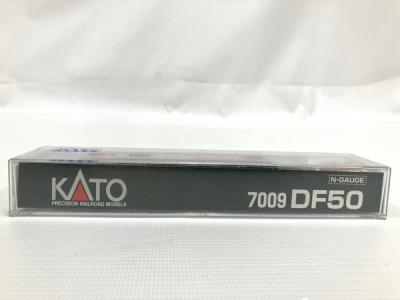 KATO
PRECISION RAILROAD MODELS
N-GAUGE
7009 DF50